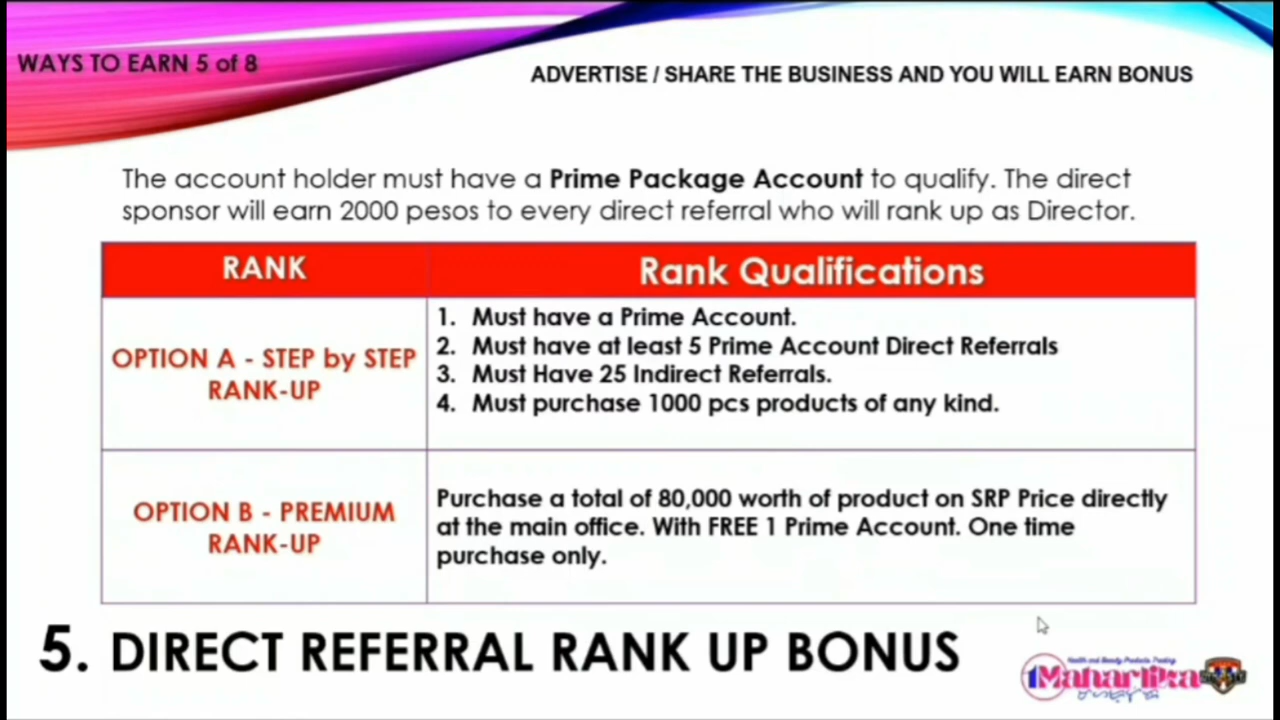 WAYS TO EARN 5 of 8
ADVERTISE / SHARE THE BUSINESS AND YOU WILL EARN BONUS
The account holder must have a Prime Package Account to qualify. The direct
sponsor will earn 2000 pesos to every direct referral who will rank up as Director.
RANK
Rank Qualifications
OPTION A - STEP by STEP
RANK-UP
1. Must have a Prime Account.
2. Must have at least 5 Prime Account Direct Referrals
3. Must Have 25 Indirect Referrals.
4. Must purchase 1000 pcs products of any kind.
OPTION B - PREMIUM
RANK-UP
Purchase a total of 80,000 worth of product on SRP Price directly
at the main office. With FREE 1 Prime Account. One time
purchase only.
5. DIRECT REFERRAL RANK UP BONUS
Health and Beauty Products Trading
1Maharlika